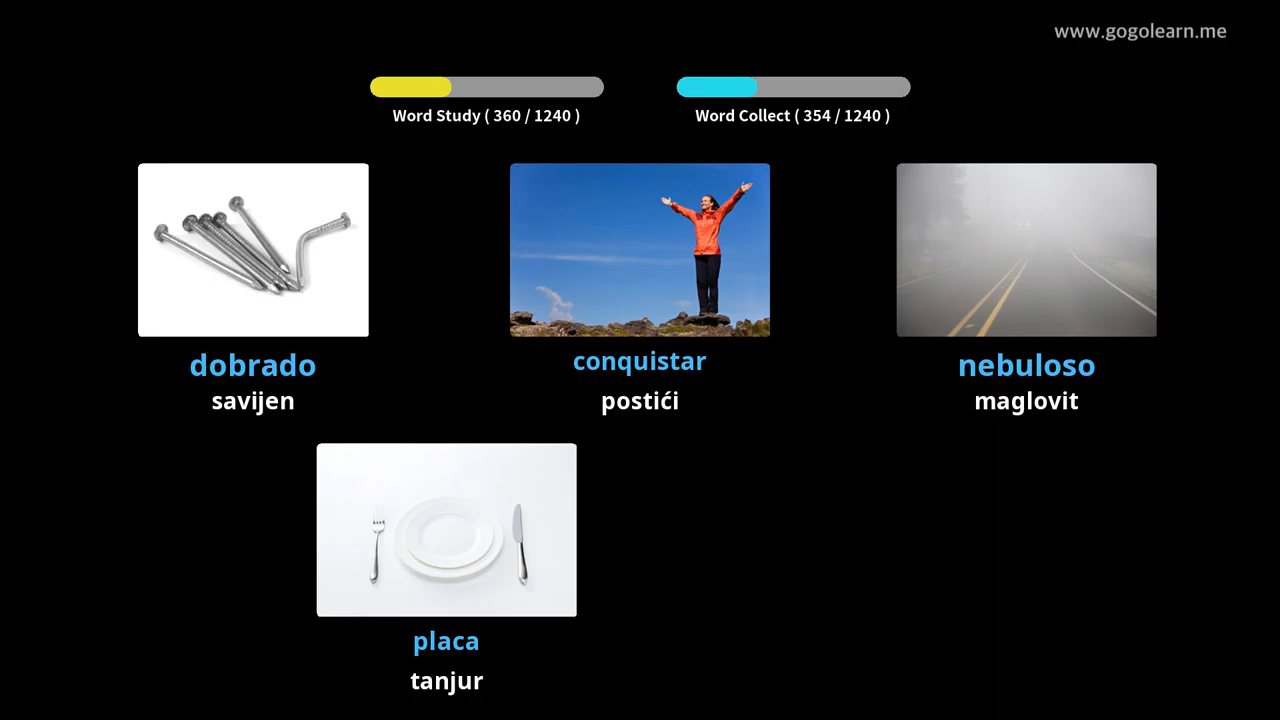 www.gogolearn.me
Word Study ( 360 / 1240 )
Word Collect ( 354 / 1240 )
dobrado
savijen
conquistar
postići
nebuloso
maglovit
placa
tanjur